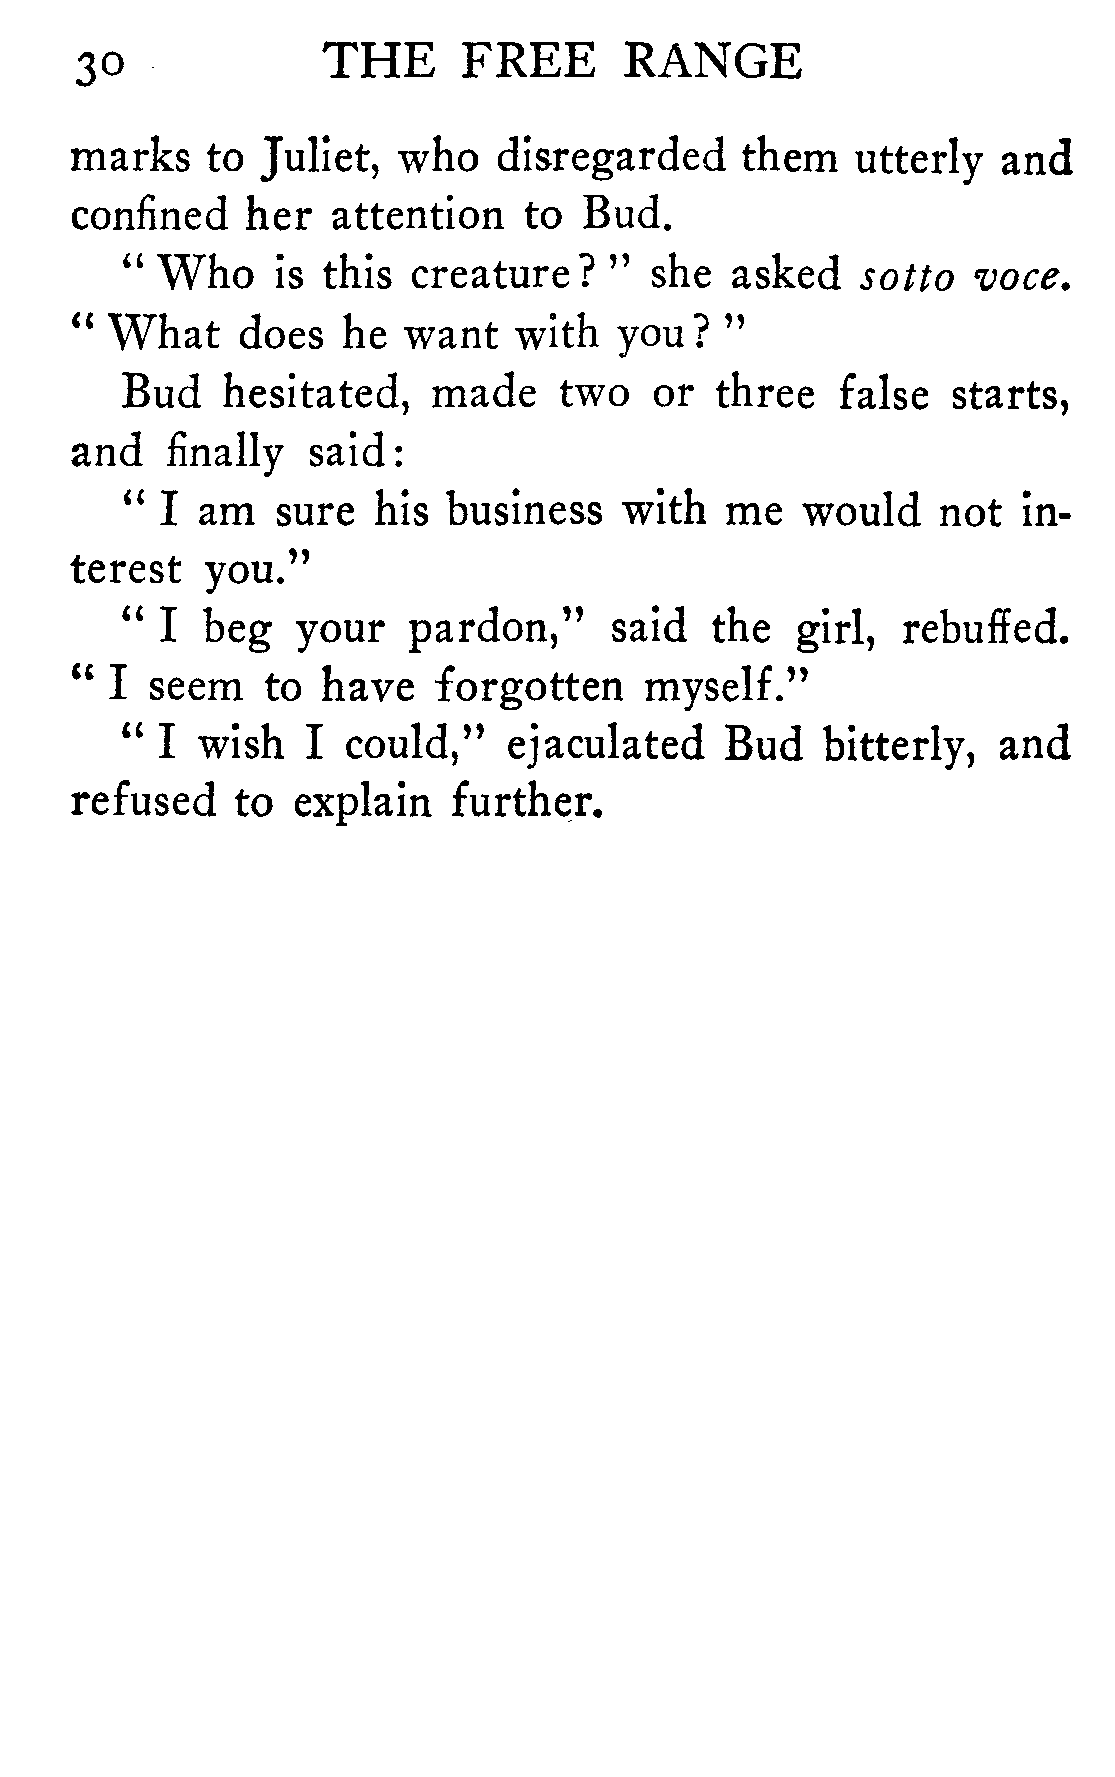 30 THE FREE RANGE
marks to Juliet, who disregarded them utterly and
confined her attention to Bud.
" Who is this creature? " she asked sotto voce.
" What does he want with you? "
Bud hesitated, made two or three false starts,
and finally said:
" I am sure his business with me would not in-
terest you."
" I beg your pardon," said the girl, rebuffed.
" I seem to have forgotten myself."
" I wish I could," ejaculated Bud bitterly, and
refused to explain further.